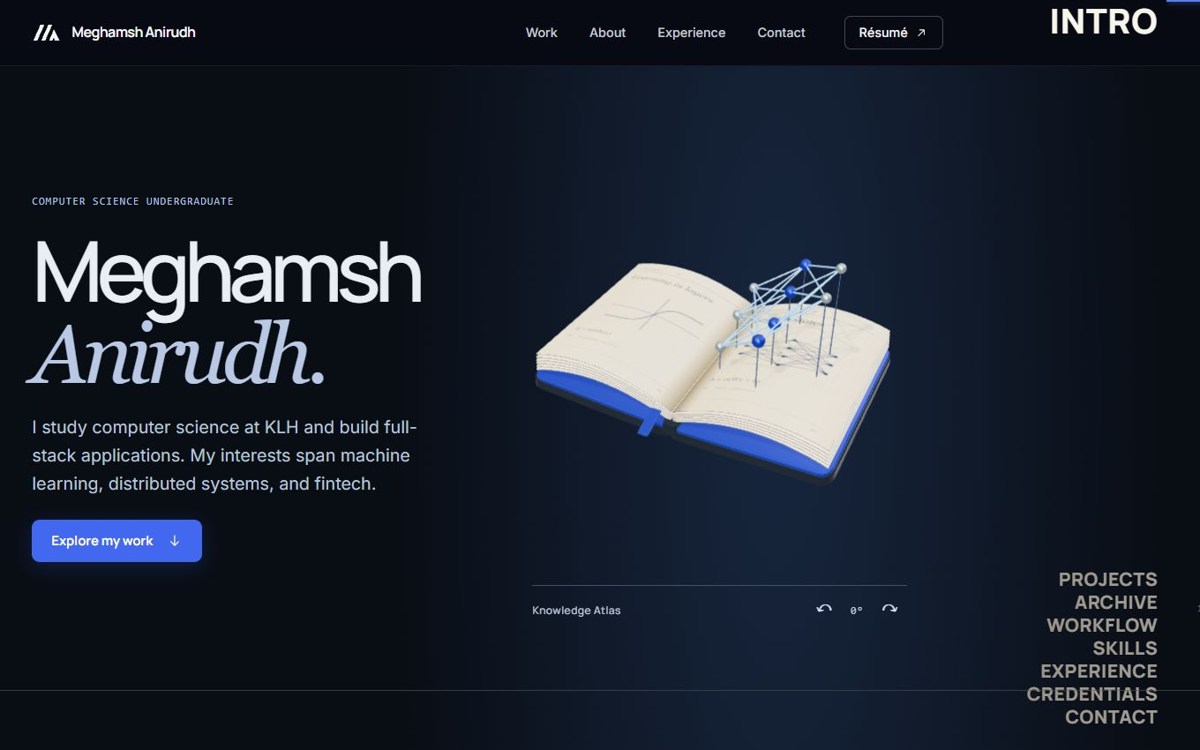 Meghamsh Anirudh
Work
About
Experience
Contact
Résumé ↗
INTRO
COMPUTER SCIENCE UNDERGRADUATE
Meghamsh
Anirudh.
I study computer science at KLH and build full-
stack applications. My interests span machine
learning, distributed systems, and fintech.
Explore my work ↓
Knowledge Atlas
0°
PROJECTS
ARCHIVE
WORKFLOW
SKILLS
EXPERIENCE
CREDENTIALS
CONTACT